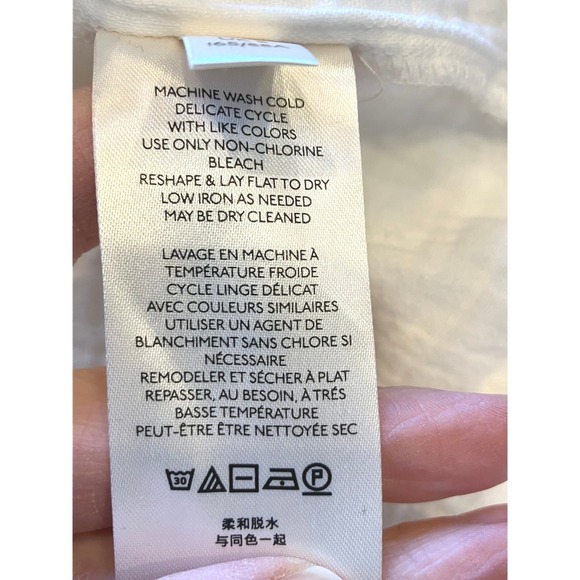 165/66A
MACHINE WASH COLD
DELICATE CYCLE
WITH LIKE COLORS
USE ONLY NON-CHLORINE
BLEACH
RESHAPE & LAY FLAT TO DRY
LOW IRON AS NEEDED
MAY BE DRY CLEANED
LAVAGE EN MACHINE À
TEMPÉRATURE FROIDE
CYCLE LINGE DÉLICAT
AVEC COULEURS SIMILAIRES
UTILISER UN AGENT DE
BLANCHIMENT SANS CHLORE SI
NÉCESSAIRE
REMODELER ET SÉCHER À PLAT
REPASSER, AU BESOIN, À TRÉS
BASSE TEMPÉRATURE
PEUT-ÊTRE ÊTRE NETTOYÉE SEC
30 P
柔和脱水
与同色一起